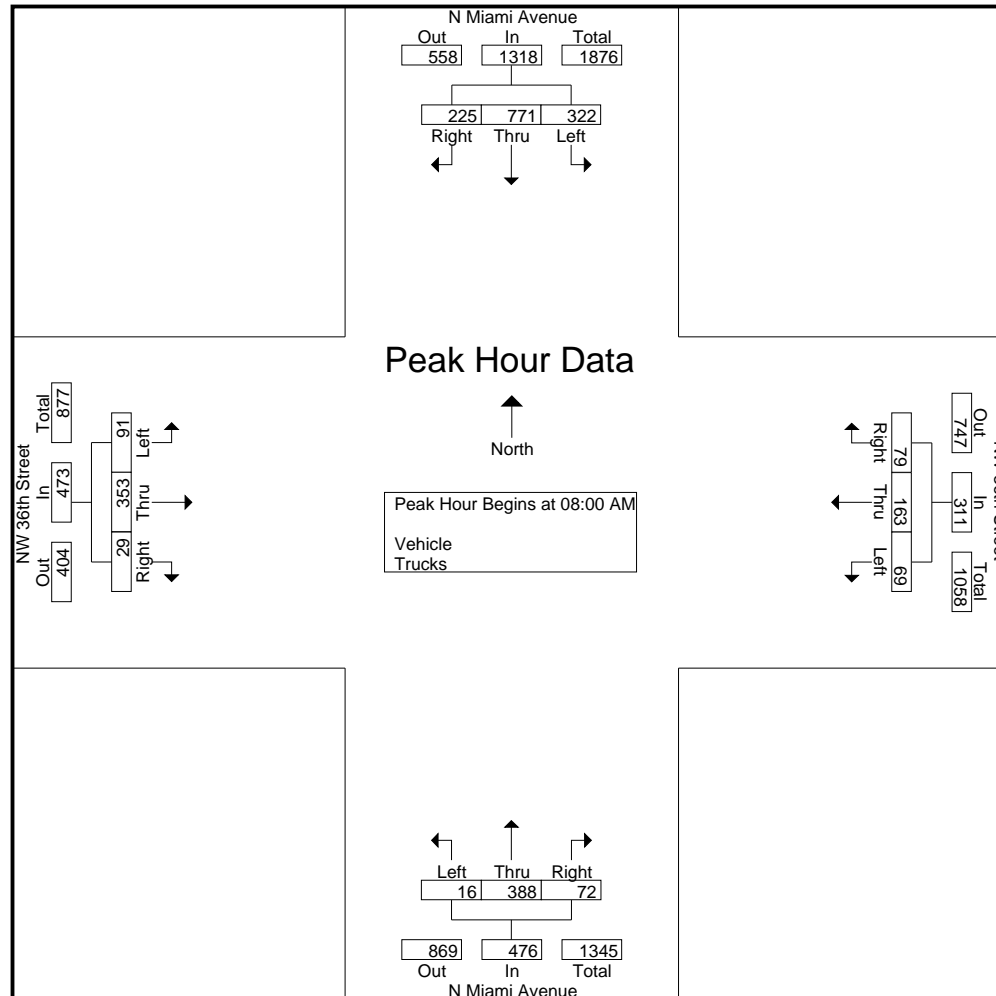 N Miami Avenue
Out In Total
558 1318 1876
225 771 322
Right Thru Left
Peak Hour Data
North
Peak Hour Begins at 08:00 AM
Vehicle
Trucks
NW 36th Street
Total In Out
877 473 404
91 353 29
Left Thru Right
Out In Total
747 311 1058
79 163 69
Right Thru Left
Left Thru Right
16 388 72
869 476 1345
Out In Total
N Miami Avenue